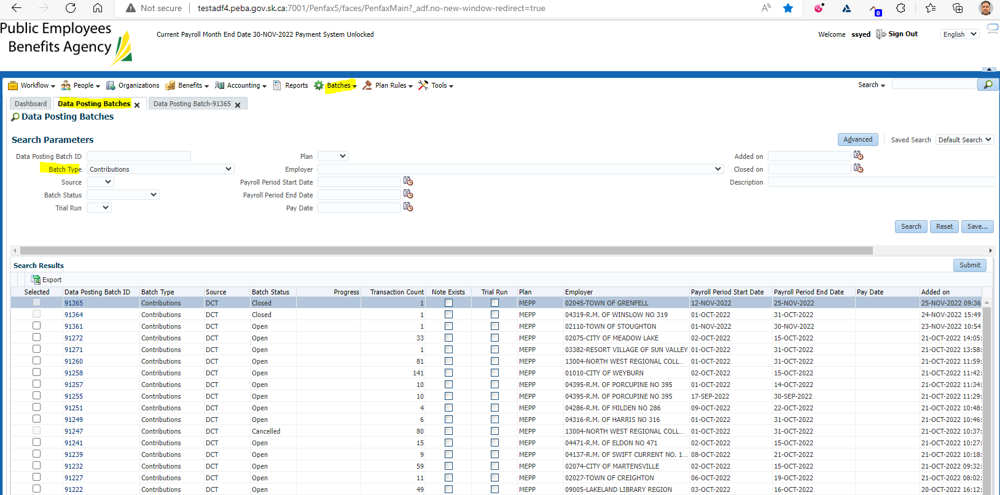 Not secure | testadf4.peba.gov.sk.ca:7001/Penfax5/faces/PenfaxMain?_adf.no-new-window-redirect=true
A 0
Public Employees
Benefits Agency
Current Payroll Month End Date 30-NOV-2022 Payment System Unlocked
Welcome ssyed Sign Out English
Workflow People Organizations Benefits Accounting Reports Batches Plan Rules Tools Search
Dashboard Data Posting Batches Data Posting Batch-91365
Data Posting Batches
Search Parameters Advanced Saved Search Default Search
Data Posting Batch ID Plan Added on
Batch Type Contributions Employer Closed on
Source Payroll Period Start Date Description
Batch Status Payroll Period End Date
Trial Run Pay Date
Search Reset Save...
Search Results Submit
Export
Selected Data Posting Batch ID Batch Type Source Batch Status Progress Transaction Count Note Exists Trial Run Plan Employer Payroll Period Start Date Payroll Period End Date Pay Date Added on
91365 Contributions DCT Closed 1 MEPP 02045-TOWN OF GRENFELL 12-NOV-2022 25-NOV-2022 25-NOV-2022 09:36
91364 Contributions DCT Closed 1 MEPP 04319-R.M. OF WINSLOW NO 319 01-OCT-2022 31-OCT-2022 24-NOV-2022 15:49
91361 Contributions DCT Open 1 MEPP 02110-TOWN OF STOUGHTON 01-NOV-2022 30-NOV-2022 23-NOV-2022 10:54
91272 Contributions DCT Open 33 MEPP 02075-CITY OF MEADOW LAKE 02-OCT-2022 15-OCT-2022 21-OCT-2022 14:05:
91271 Contributions DCT Open 1 MEPP 03382-RESORT VILLAGE OF SUN VALLEY 01-OCT-2022 31-OCT-2022 21-OCT-2022 13:58:
91260 Contributions DCT Open 81 MEPP 13004-NORTH WEST REGIONAL COLL... 01-OCT-2022 31-OCT-2022 21-OCT-2022 11:59:
91258 Contributions DCT Open 141 MEPP 01010-CITY OF WEYBURN 02-OCT-2022 15-OCT-2022 21-OCT-2022 11:42:
91257 Contributions DCT Open 10 MEPP 04395-R.M. OF PORCUPINE NO 395 01-OCT-2022 14-OCT-2022 21-OCT-2022 11:34:
91255 Contributions DCT Open 10 MEPP 04395-R.M. OF PORCUPINE NO 395 17-SEP-2022 30-SEP-2022 21-OCT-2022 11:29:
91251 Contributions DCT Open 4 MEPP 04286-R.M. OF MILDEN NO 286 09-OCT-2022 22-OCT-2022 21-OCT-2022 10:48:
91249 Contributions DCT Open 6 MEPP 04316-R.M. OF HARRIS NO 316 01-OCT-2022 31-OCT-2022 21-OCT-2022 10:46:
91247 Contributions DCT Cancelled 80 MEPP 13004-NORTH WEST REGIONAL COLL... 01-OCT-2022 31-OCT-2022 21-OCT-2022 10:37:
91241 Contributions DCT Open 15 MEPP 04471-R.M. OF ELDON NO 471 02-OCT-2022 15-OCT-2022 21-OCT-2022 10:27:
91239 Contributions DCT Open 9 MEPP 04137-R.M. OF SWIFT CURRENT NO. 1... 08-OCT-2022 21-OCT-2022 21-OCT-2022 10:18:
91232 Contributions DCT Open 59 MEPP 02074-CITY OF MARTENSVILLE 02-OCT-2022 15-OCT-2022 21-OCT-2022 09:32:
91227 Contributions DCT Open 11 MEPP 02027-TOWN OF CREIGHTON 06-OCT-2022 19-OCT-2022 21-OCT-2022 08:02:
91222 Contributions DCT Open 49 MEPP 09005-LAKELAND LIBRARY REGION 03-OCT-2022 16-OCT-2022 20-OCT-2022 16:12: